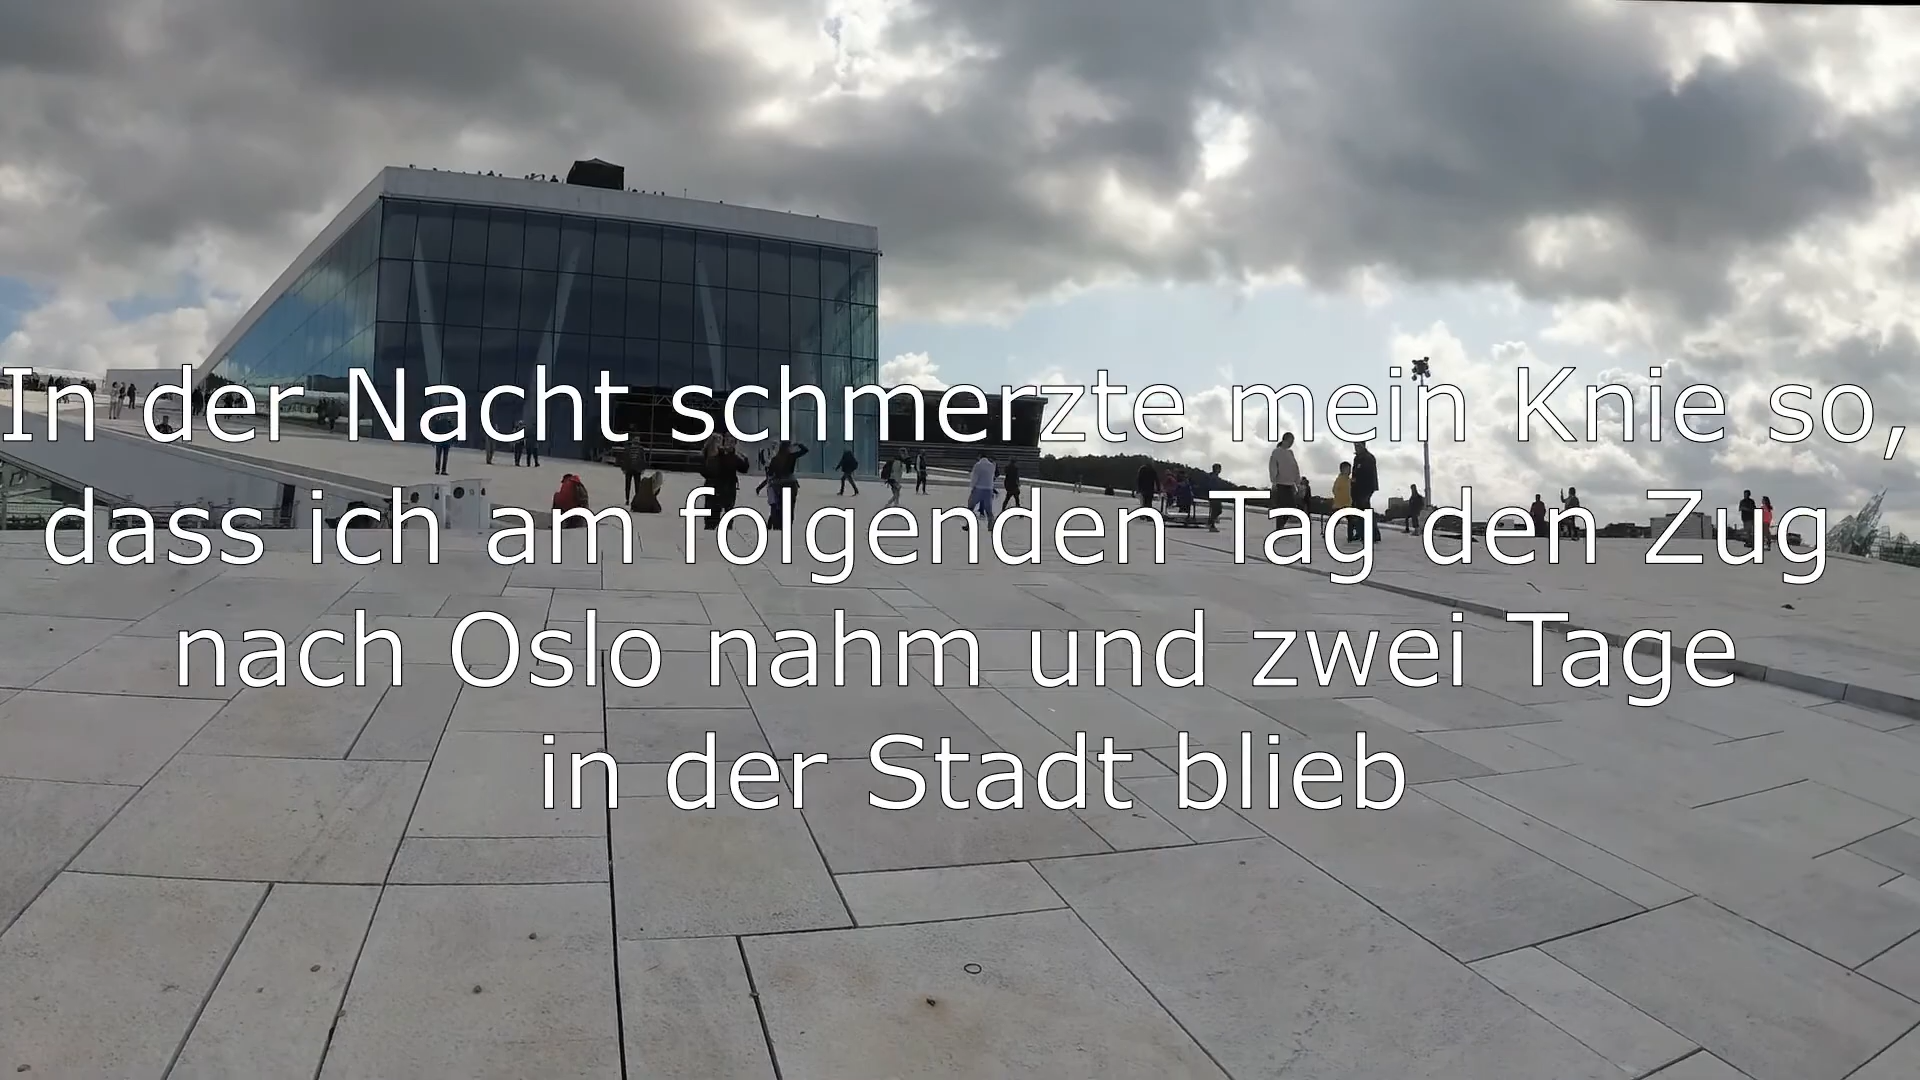 In der Nacht schmerzte mein Knie so,
dass ich am folgenden Tag den Zug
nach Oslo nahm und zwei Tage
in der Stadt blieb